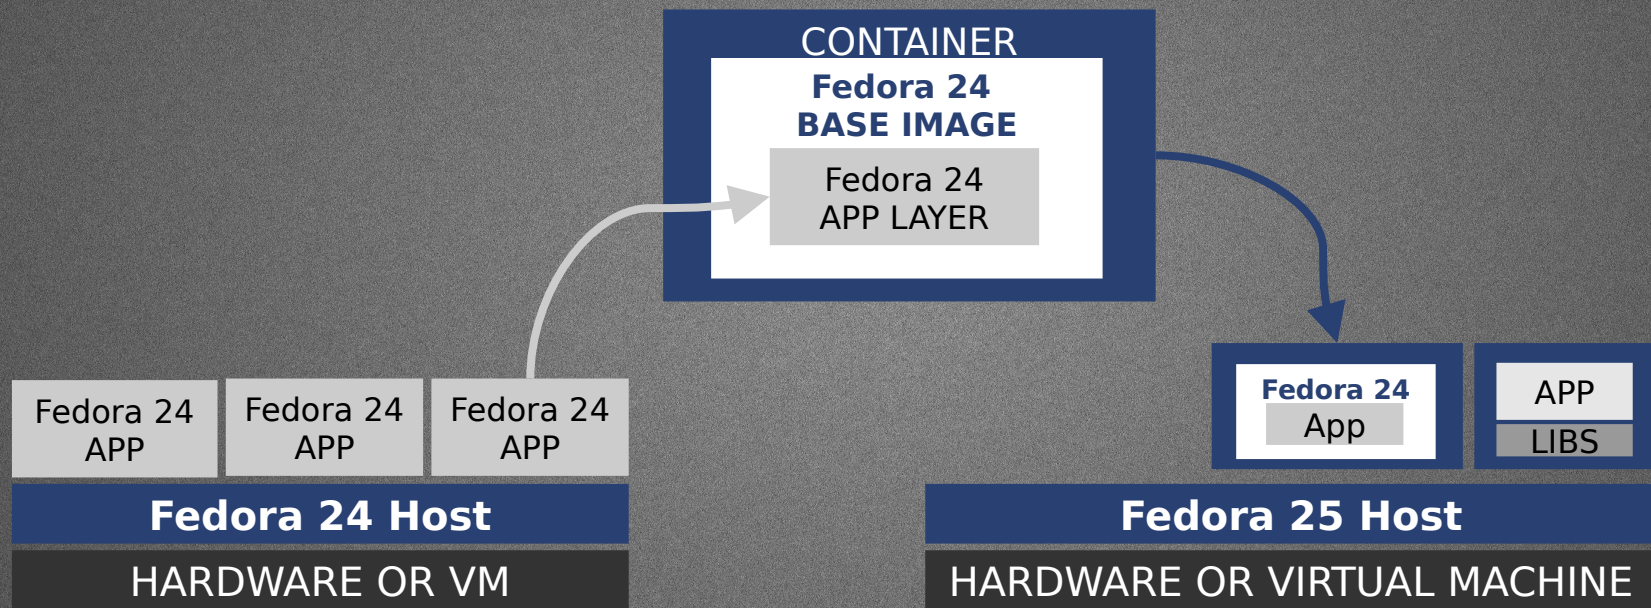 CONTAINER
Fedora 24
BASE IMAGE
Fedora 24
APP LAYER
Fedora 24
APP
Fedora 24
APP
Fedora 24
APP
Fedora 24 Host
HARDWARE OR VM
Fedora 24
App
APP
LIBS
Fedora 25 Host
HARDWARE OR VIRTUAL MACHINE